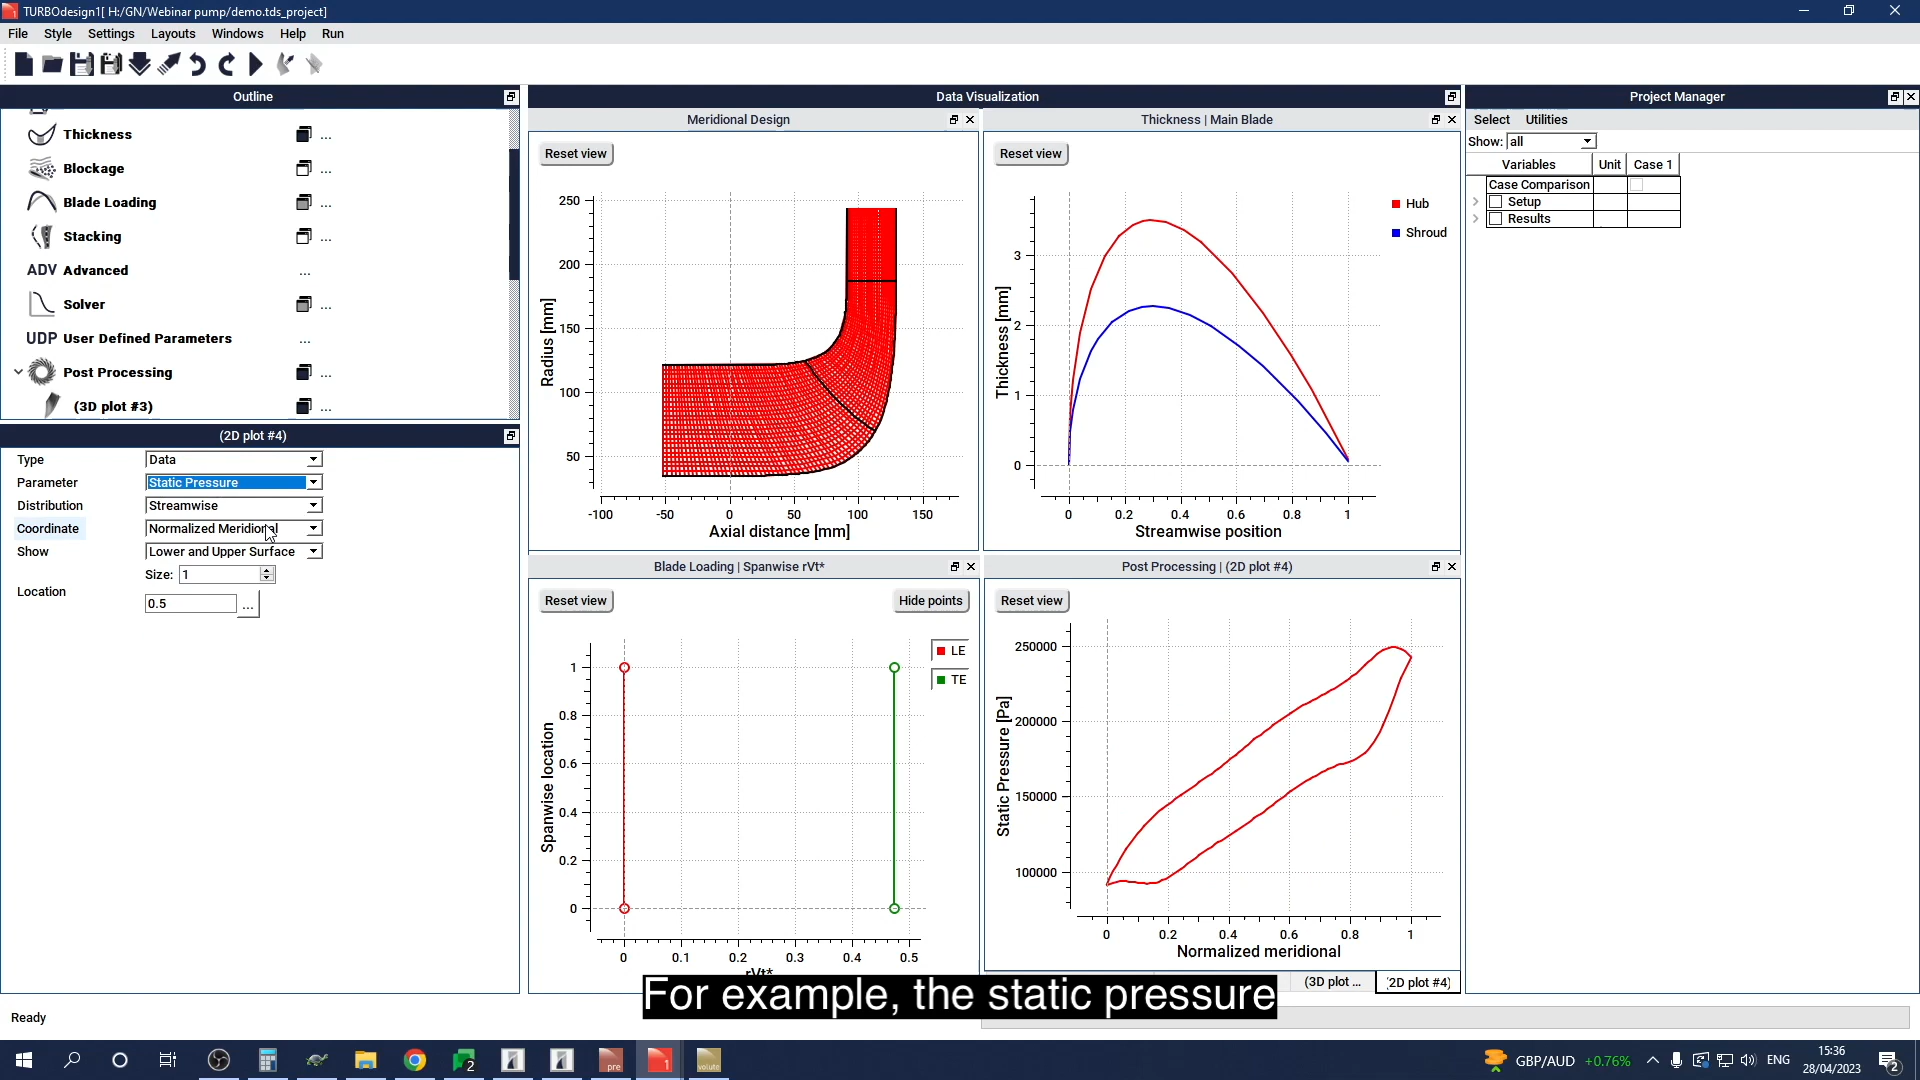 TURBOdesign1[ H:/GN/Webinar pump/demo.tds_project]
File Style Settings Layouts Windows Help Run
Outline
Thickness ...
Blockage ...
Blade Loading ...
Stacking ...
ADV Advanced ...
Solver ...
UDP User Defined Parameters ...
Post Processing ...
(3D plot #3) ...
(2D plot #4)
Type Data
Parameter Static Pressure
Distribution Streamwise
Coordinate Normalized Meridional
Show Lower and Upper Surface
Size: 1
Location
0.5 ...
Data Visualization
Meridional Design
Reset view
250
200
150
100
50
Radius [mm]
-100 -50 0 50 100 150
Axial distance [mm]
Thickness | Main Blade
Reset view
Hub
Shroud
3
2
1
0
Thickness [mm]
0 0.2 0.4 0.6 0.8 1
Streamwise position
Blade Loading | Spanwise rVt*
Reset view Hide points
LE
TE
1
0.8
0.6
0.4
0.2
0
Spanwise location
0 0.1 0.2 0.3 0.4 0.5
rVt*
Post Processing | (2D plot #4)
Reset view
250000
200000
150000
100000
Static Pressure [Pa]
0 0.2 0.4 0.6 0.8 1
Normalized meridional
(3D plot ... (2D plot #4)
Project Manager
Select Utilities
Show: all
Variables Unit Case 1
Case Comparison
Setup
Results
For example, the static pressure
Ready
2
pre
1
volute
GBP/AUD +0.76%
ENG
15:36
28/04/2023
2